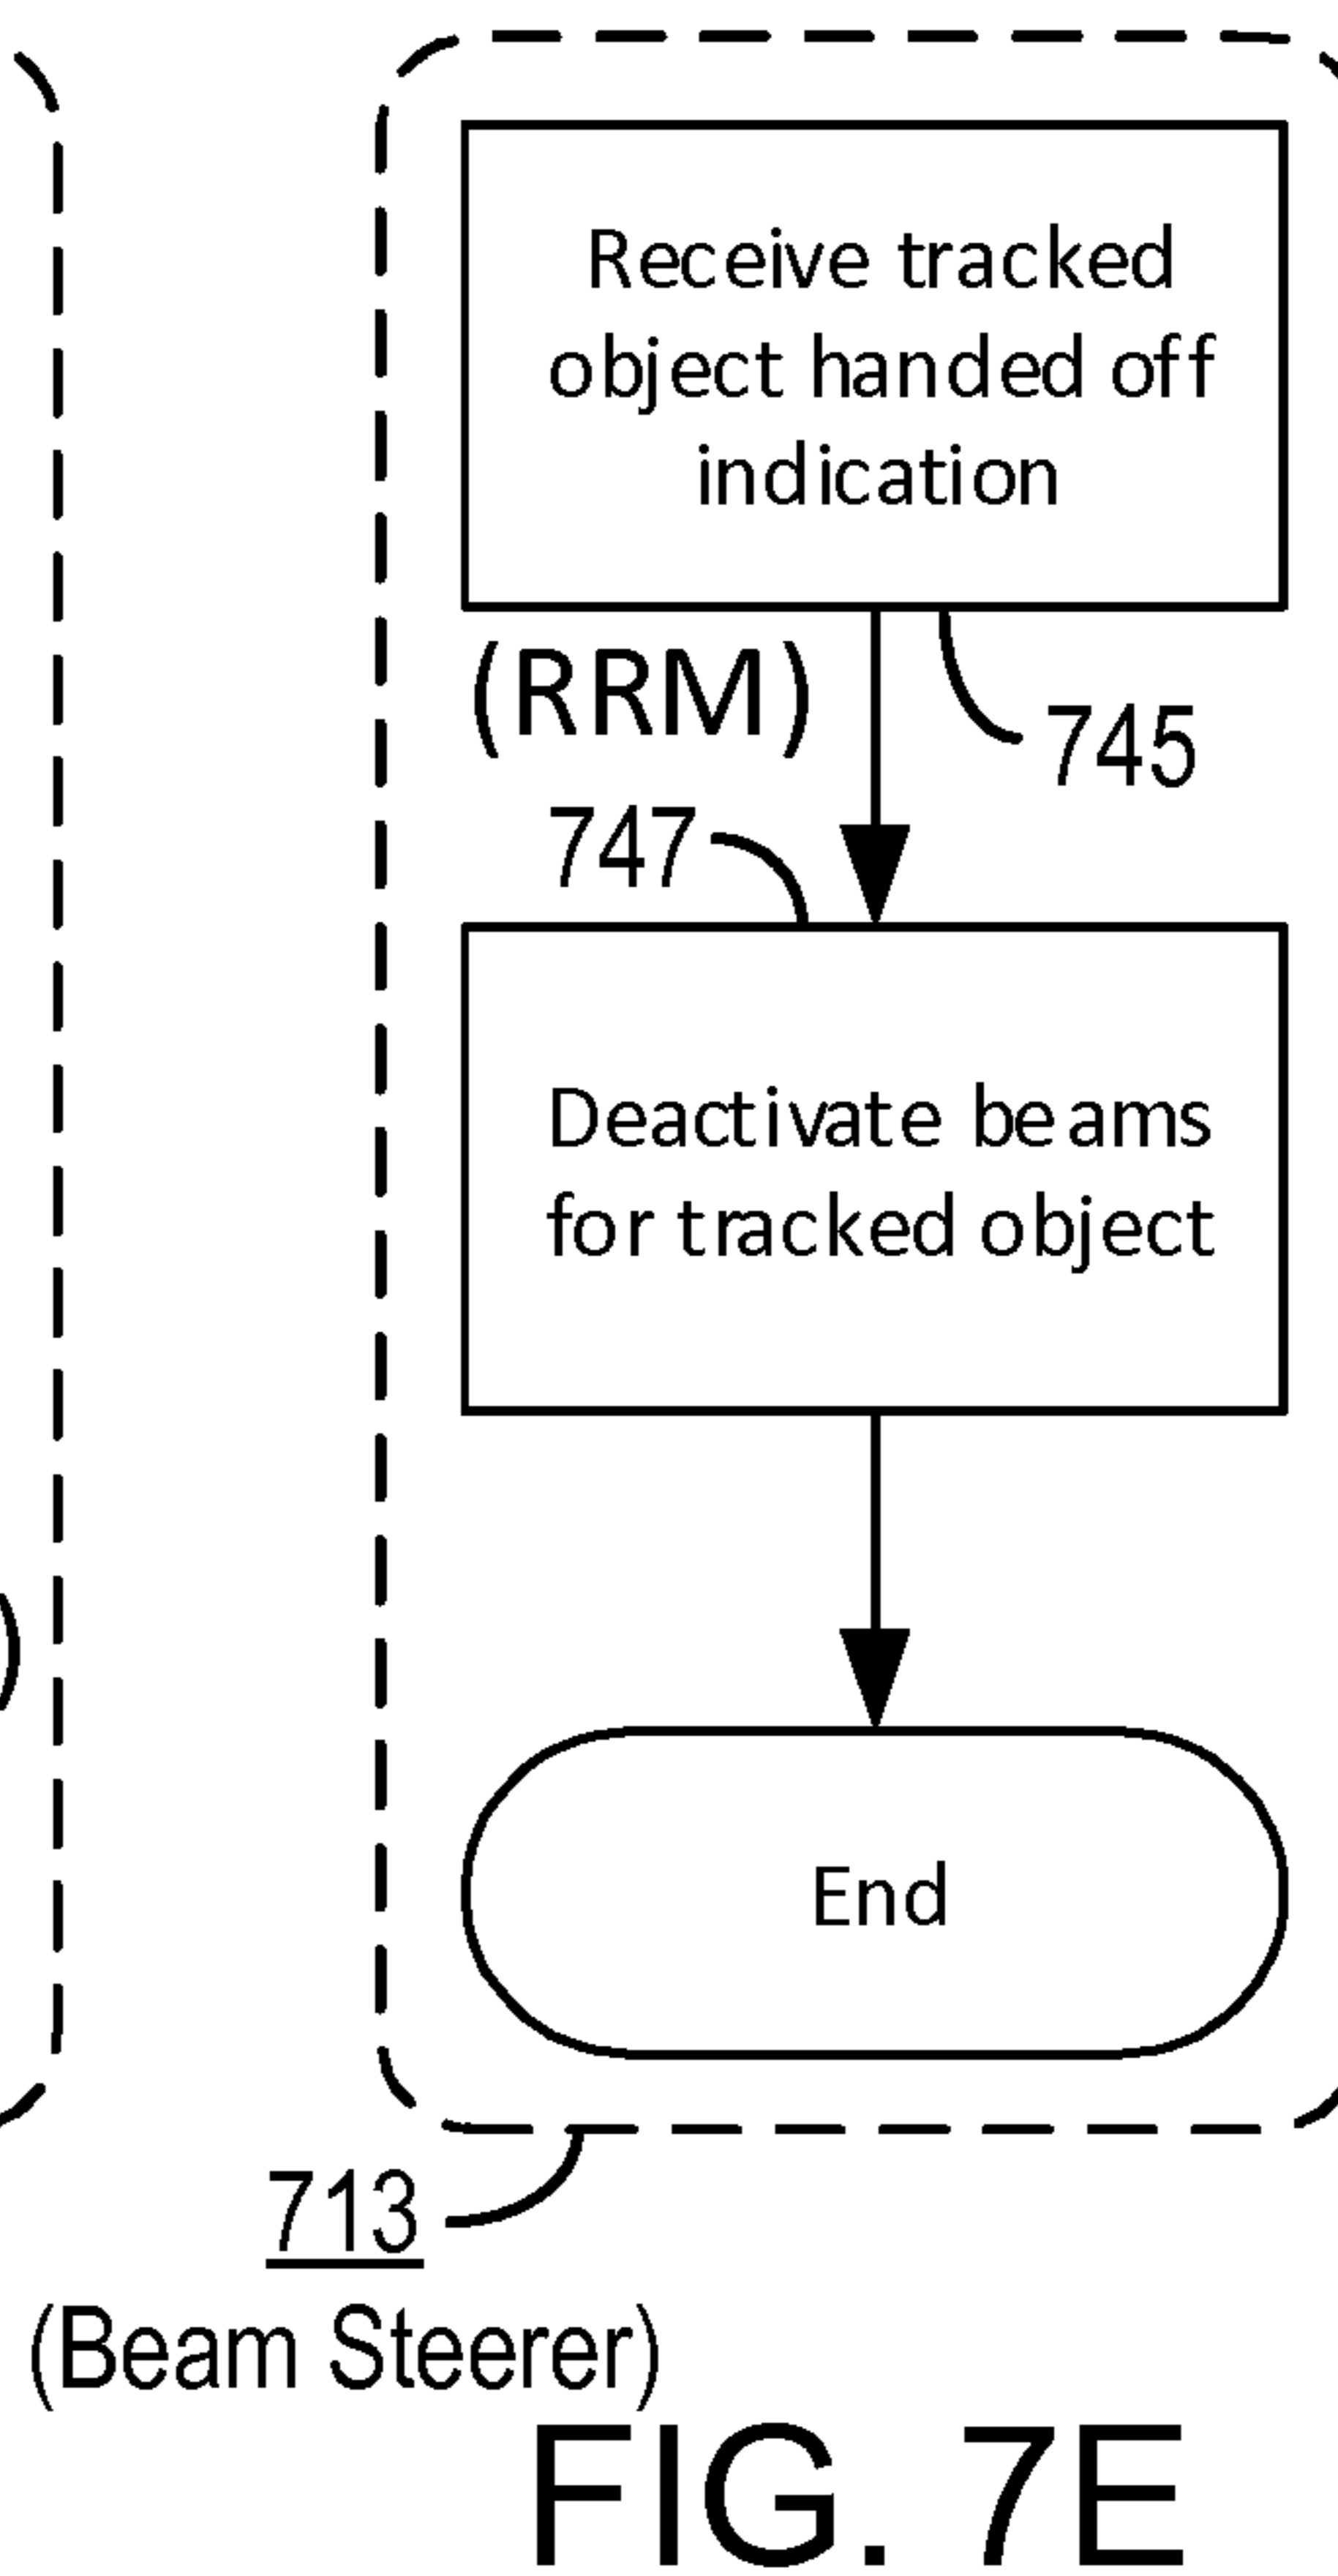 Receive tracked
object handed off
indication
(RRM)
745
747
Deactivate beams
for tracked object
End
713
(Beam Steerer)
FIG. 7E